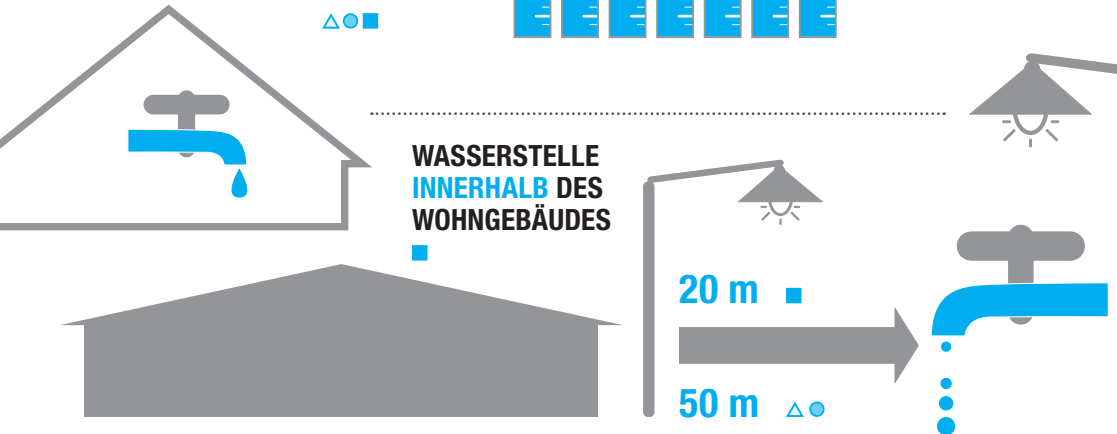 WASSERSTELLE
INNERHALB DES
WOHNGEBÄUDES
20 m
50 m